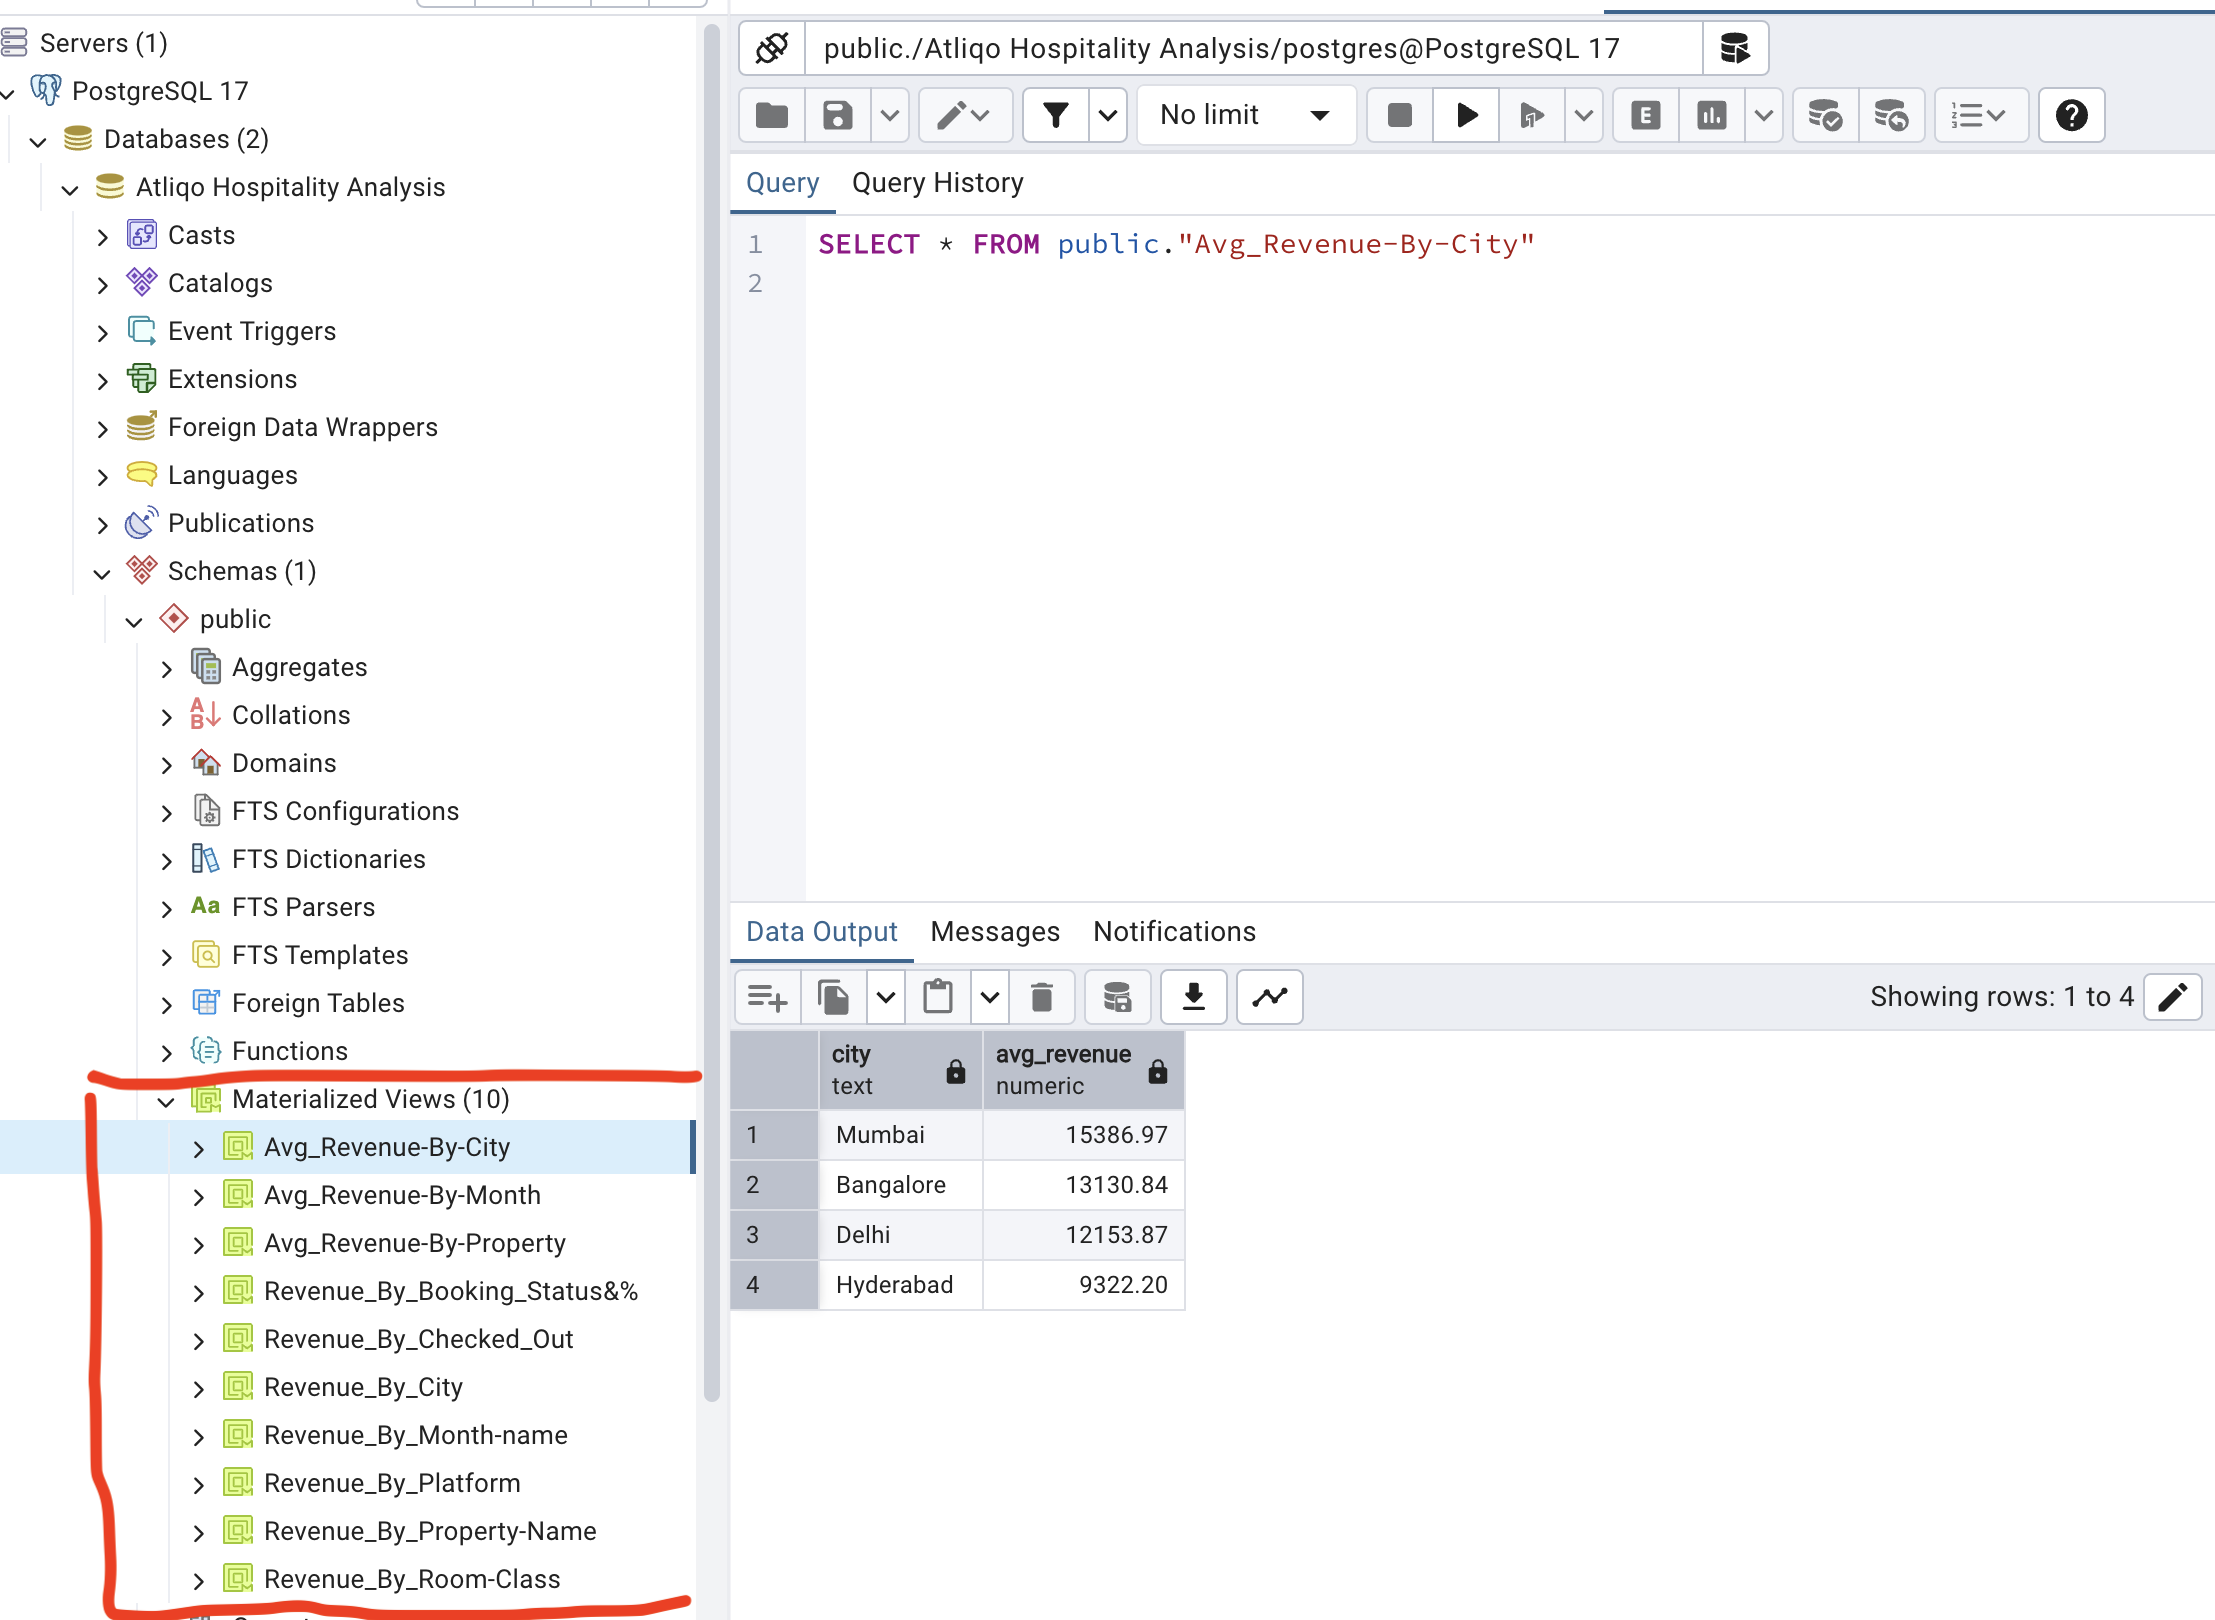 Servers (1)
PostgreSQL 17
Databases (2)
Atliqo Hospitality Analysis
Casts
Catalogs
Event Triggers
Extensions
Foreign Data Wrappers
Languages
Publications
Schemas (1)
public
Aggregates
Collations
Domains
FTS Configurations
FTS Dictionaries
Aa FTS Parsers
FTS Templates
Foreign Tables
Functions
Materialized Views (10)
Avg_Revenue-By-City
Avg_Revenue-By-Month
Avg_Revenue-By-Property
Revenue_By_Booking_Status&%
Revenue_By_Checked_Out
Revenue_By_City
Revenue_By_Month-name
Revenue_By_Platform
Revenue_By_Property-Name
Revenue_By_Room-Class
public./Atliqo Hospitality Analysis/postgres@PostgreSQL 17
No limit
E
?
Query Query History
1 SELECT * FROM public."Avg_Revenue-By-City"
2
Data Output Messages Notifications
Showing rows: 1 to 4
city avg_revenue
text numeric
1 Mumbai 15386.97
2 Bangalore 13130.84
3 Delhi 12153.87
4 Hyderabad 9322.20